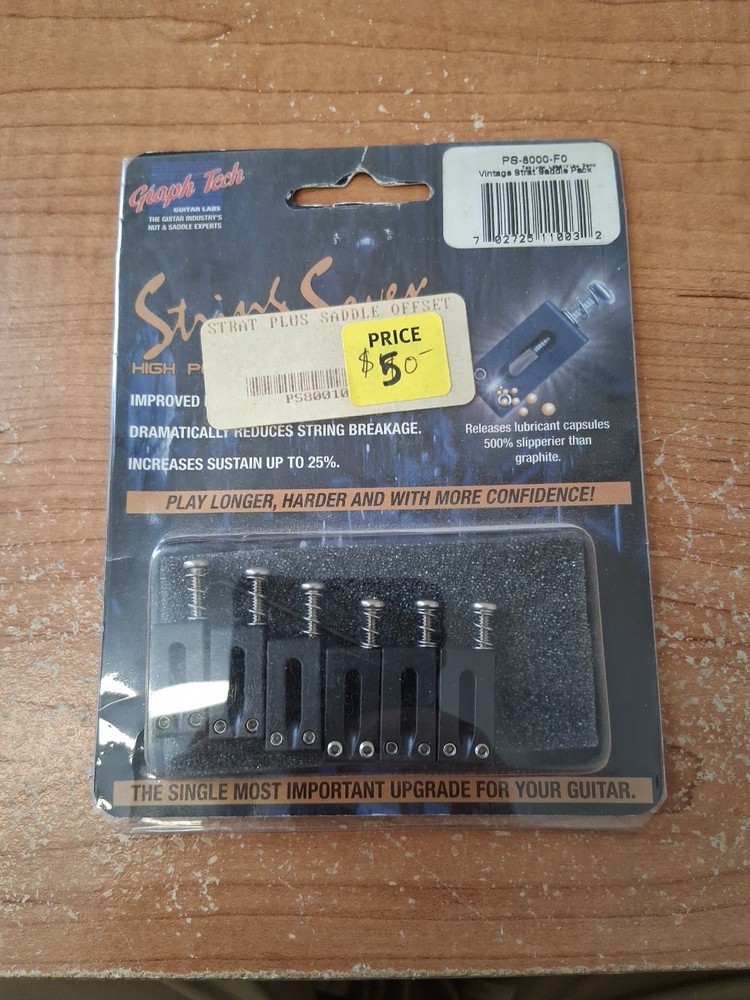 Graph Tech
GUITAR LABS
THE GUITAR INDUSTRY'S
NUT & SADDLE EXPERTS
PS-8000-F0
Vintage Strat Saddle Pack
7 02725 11003 2
String Saver
HIGH
STRAT PLUS SADDLE OFFSET
PRICE
$50-
PS80010
IMPROVED
DRAMATICALLY REDUCES STRING BREAKAGE.
INCREASES SUSTAIN UP TO 25%.
Releases lubricant capsules
500% slipperier than
graphite.
PLAY LONGER, HARDER AND WITH MORE CONFIDENCE!
THE SINGLE MOST IMPORTANT UPGRADE FOR YOUR GUITAR.